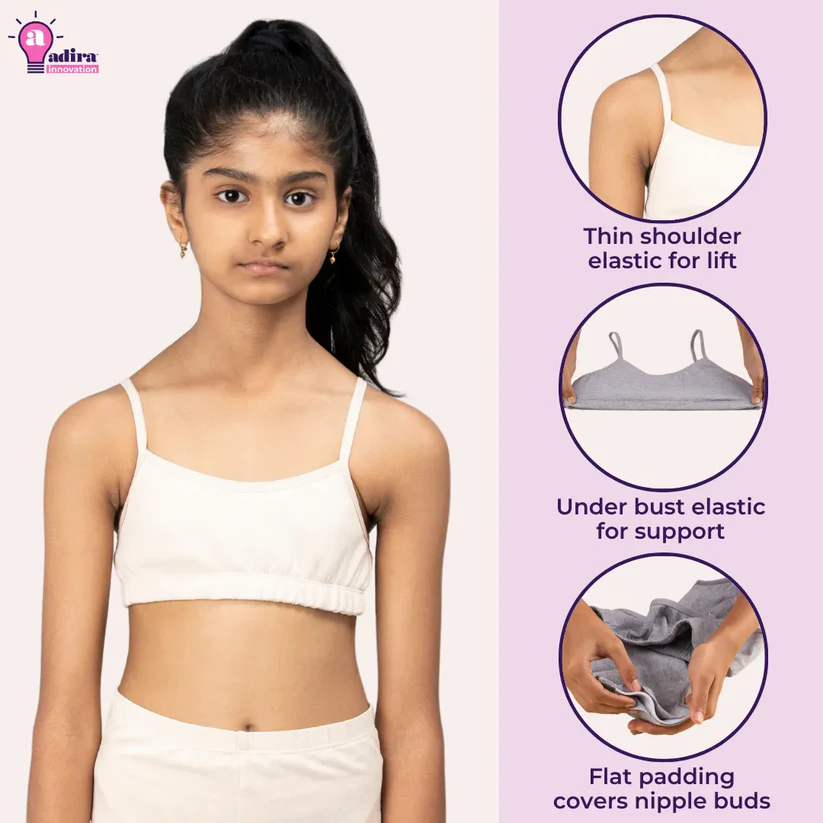 a
adira
innovation
Thin shoulder
elastic for lift
Under bust elastic
for support
Flat padding
covers nipple buds